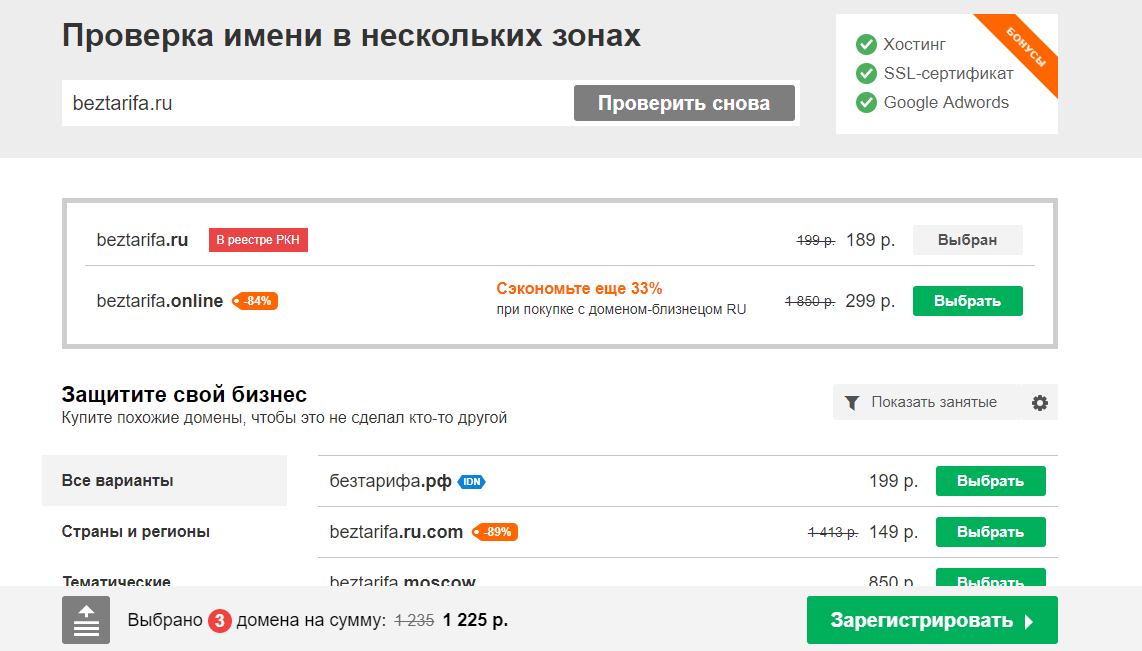 Проверка имени в нескольких зонах
beztarifa.ru
Проверить снова
Хостинг
SSL-сертификат
Google Adwords
БОНУСЫ
beztarifa.ru В реестре РКН 199 р. 189 р. Выбран
beztarifa.online -84% Сэкономьте еще 33% 1 850 р. 299 р. Выбрать
при покупке с доменом-близнецом RU
Защитите свой бизнес
Купите похожие домены, чтобы это не сделал кто-то другой
Показать занятые
Все варианты
Страны и регионы
Тематические
безтарифа.рф IDN 199 р. Выбрать
beztarifa.ru.com -89% 1 413 р. 149 р. Выбрать
beztarifa.moscow 850 р. Выбрать
Выбрано 3 домена на сумму: 1 235 1 225 р.
Зарегистрировать